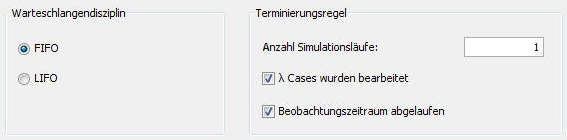 Warteschlangendisziplin
FIFO
LIFO
Terminierungsregel
Anzahl Simulationsläufe:
1
λ Cases wurden bearbeitet
Beobachtungszeitraum abgelaufen